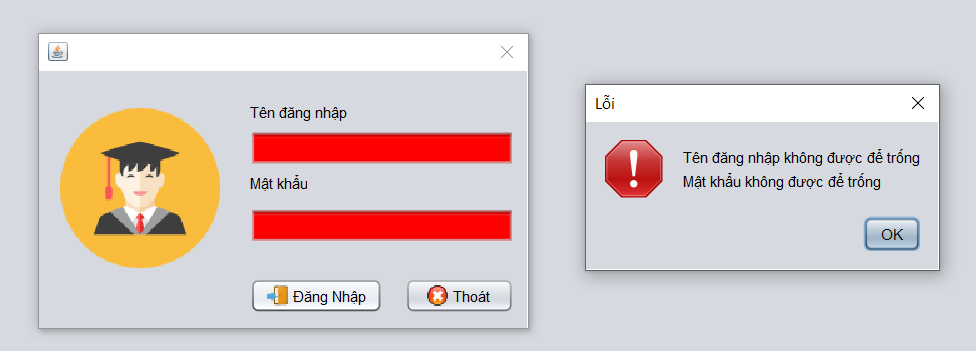 Tên đăng nhập
Mật khẩu
Đăng Nhập
Thoát
Lỗi
Tên đăng nhập không được để trống
Mật khẩu không được để trống
OK